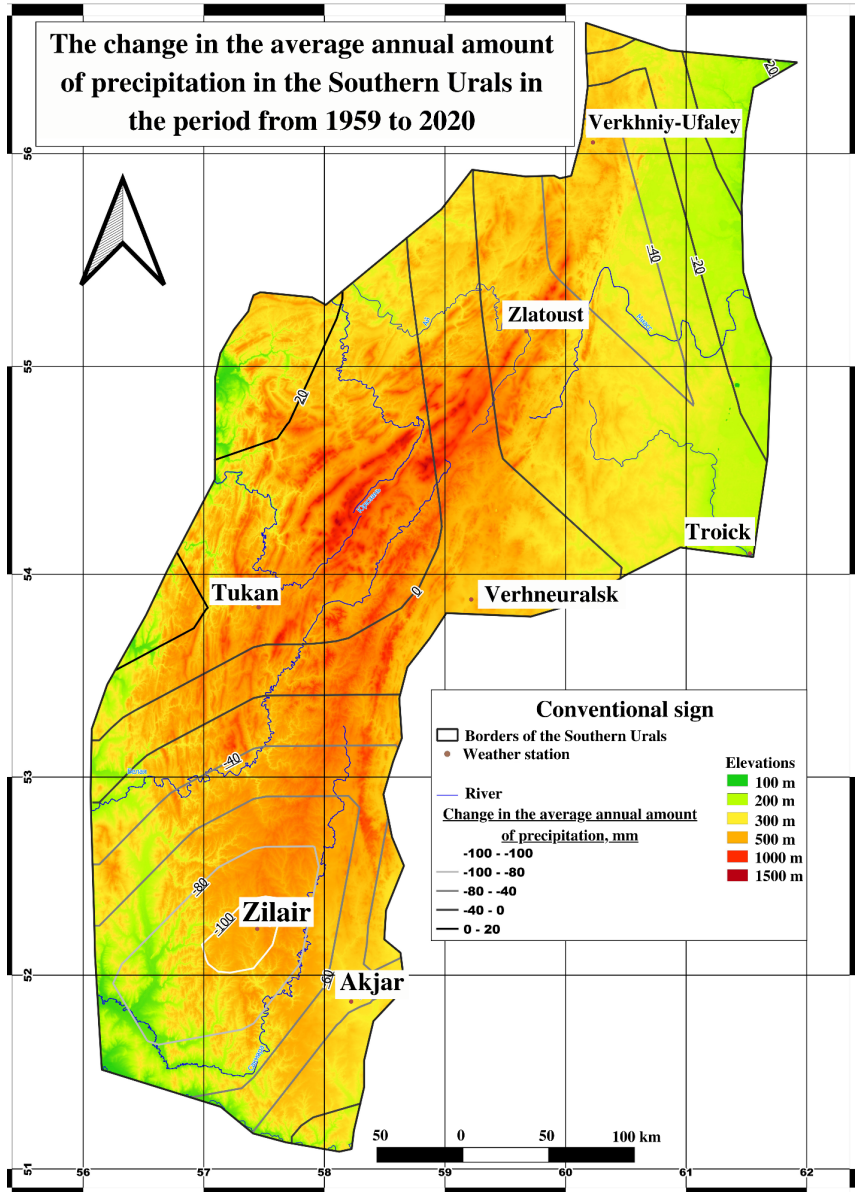 The change in the average annual amount
of precipitation in the Southern Urals in
the period from 1959 to 2020
20
Verkhniy-Ufaley
56
-40
-20
Zlatoust
55
20
Troick
54
Tukan
0
Verhneuralsk
Conventional sign
Borders of the Southern Urals
Weather station
River
Change in the average annual amount
of precipitation, mm
-100 - -100
-100 - -80
-80 - -40
-40 - 0
0 - 20
Elevations
100 m
200 m
300 m
500 m
1000 m
1500 m
53
-40
-80
-100
Zilair
52
-60
Akjar
50
0
50
100 km
51
56
57
58
59
60
61
62